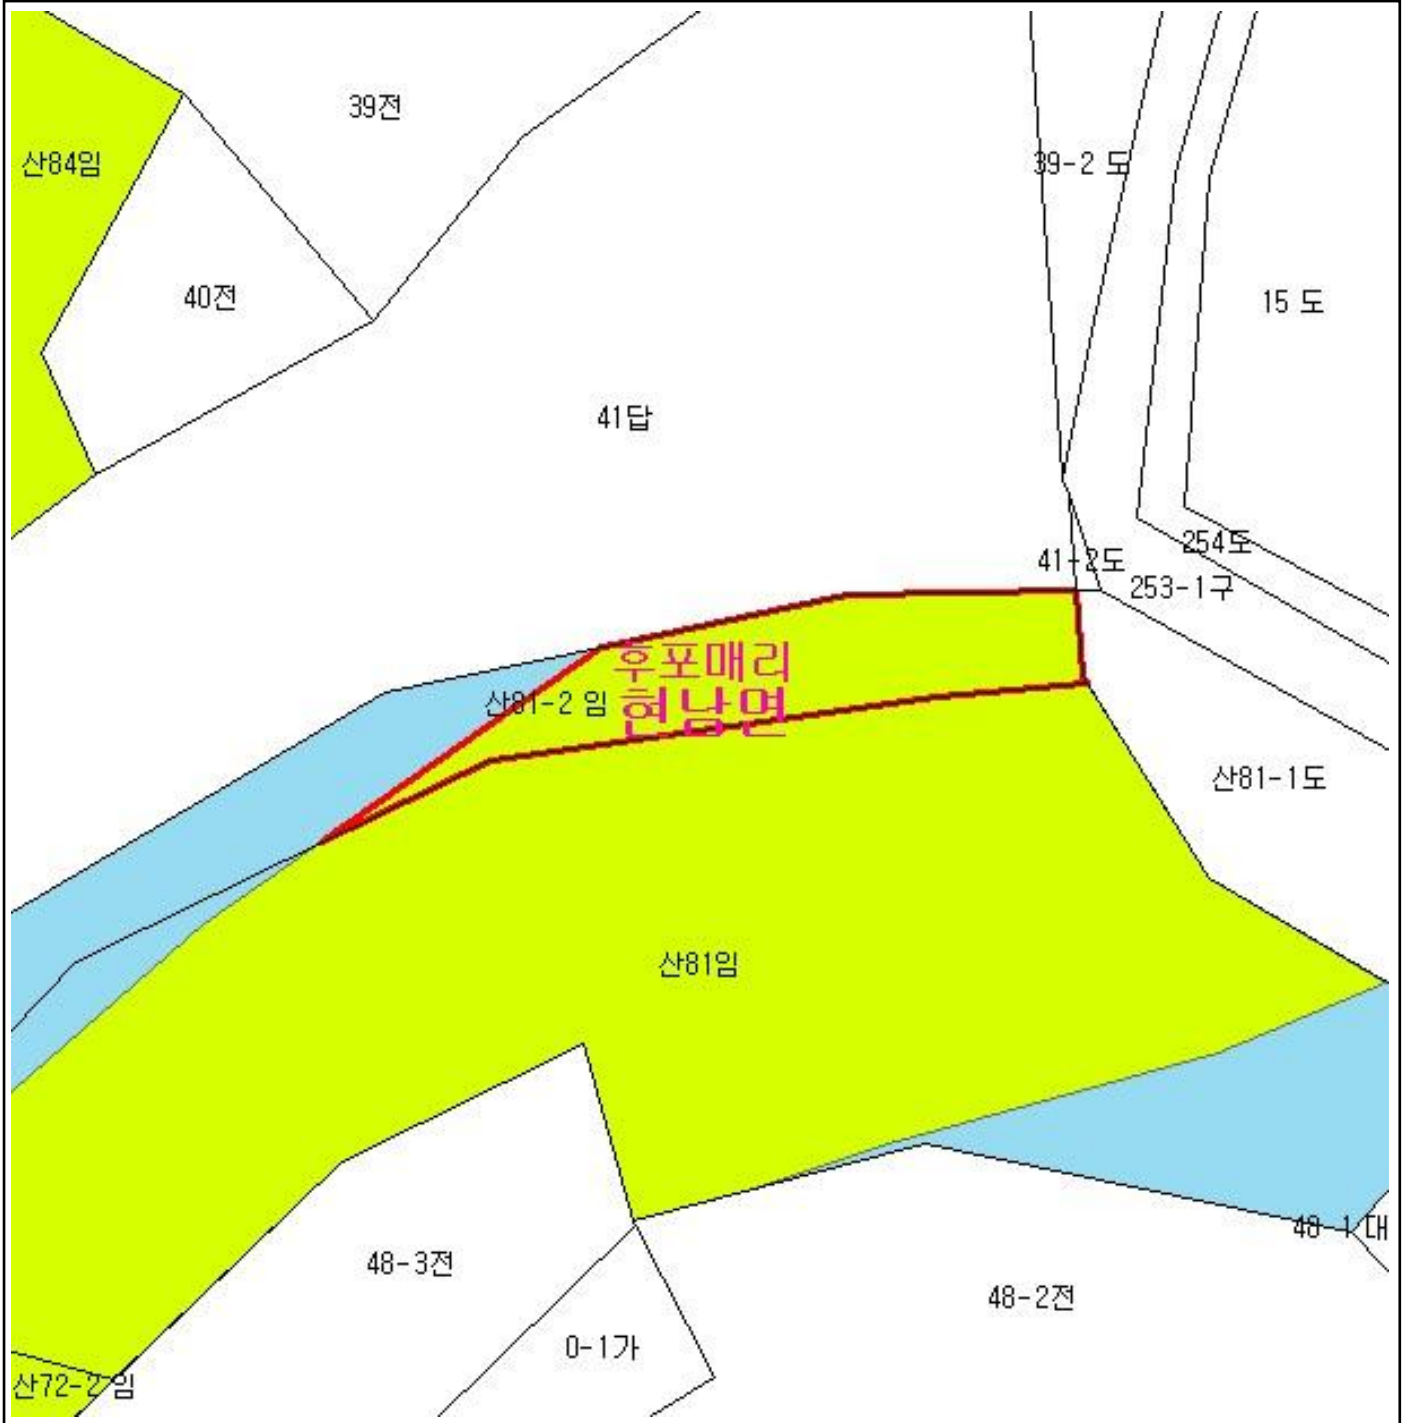 39전
산84임
39-2 도
40전
15 도
41답
254도
41-2도
253-1구
후포매리
산81-2 임
현남면
산81-1도
산81임
48-1 대
48-3전
48-2전
0-1가
산72-2 임